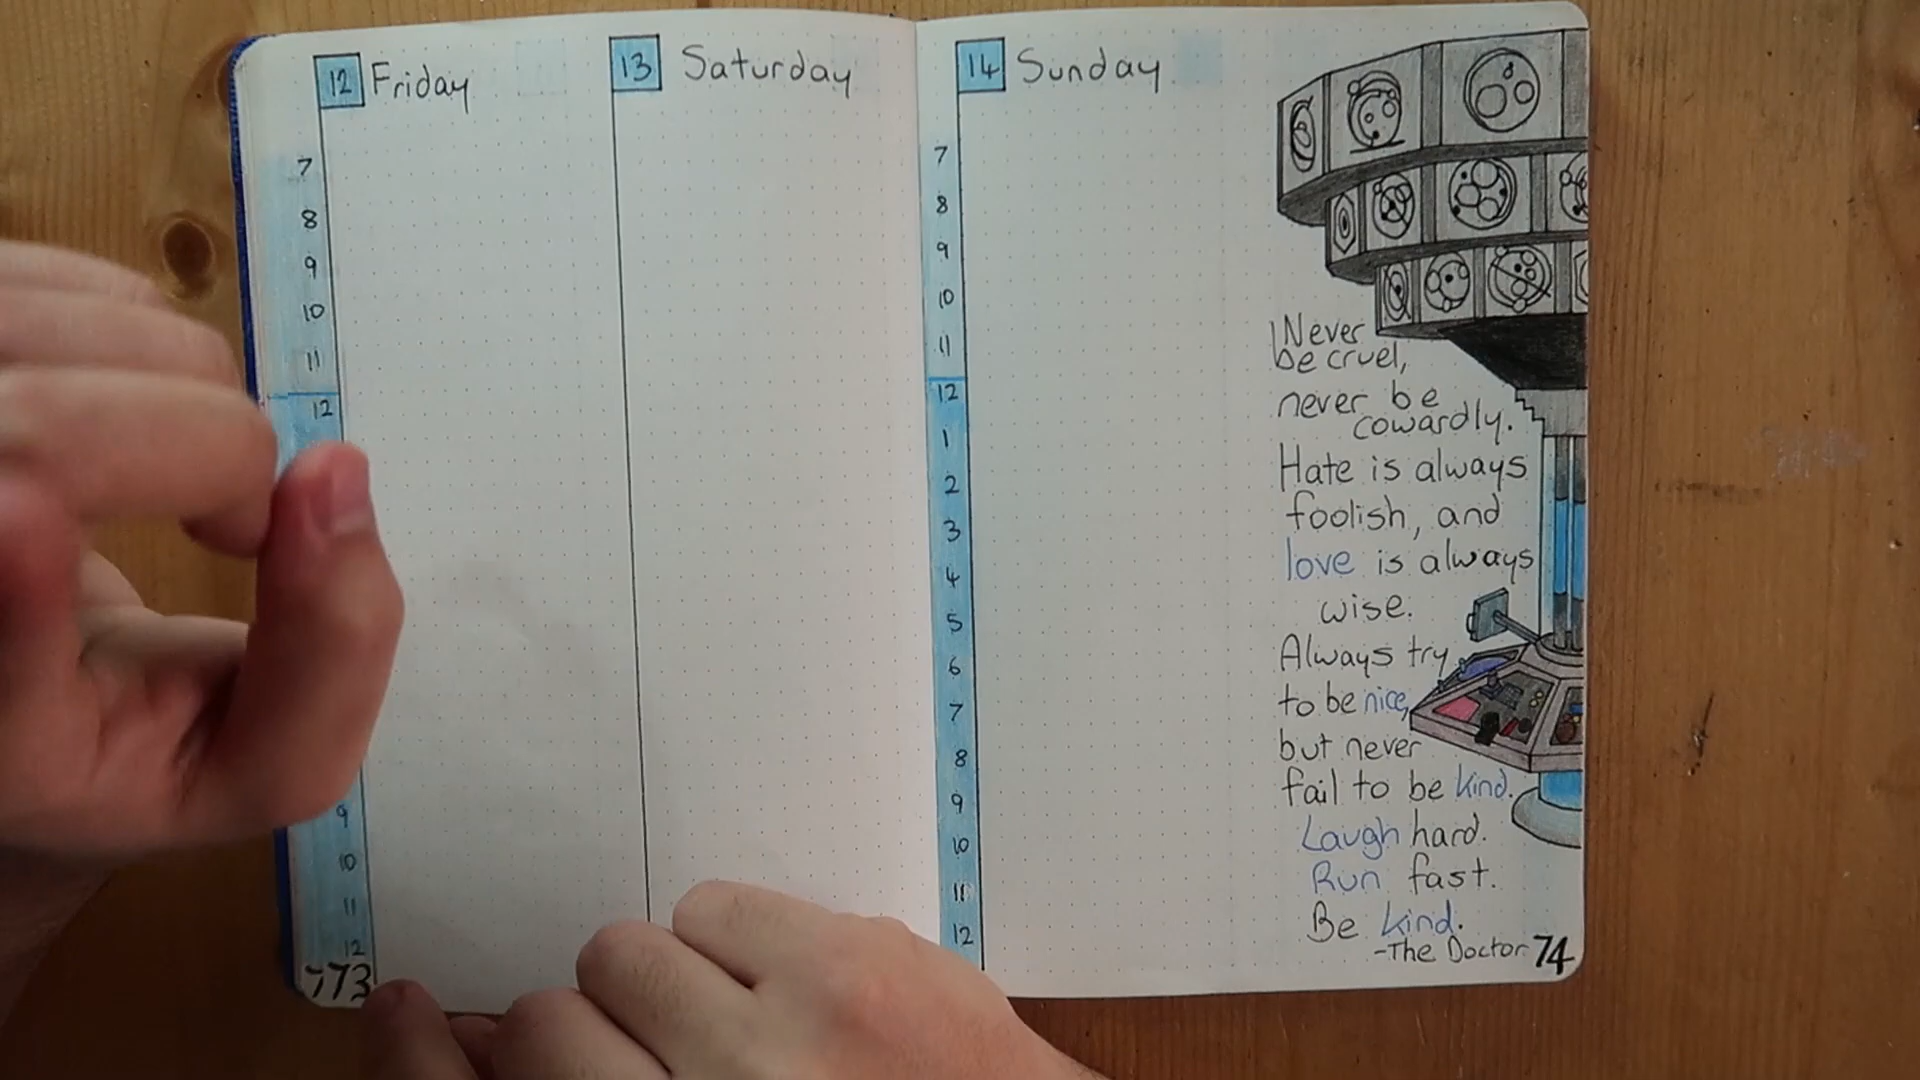 12 Friday
13 Saturday
14 Sunday
7
8
9
10
11
12
9
10
11
12
73
7
8
9
10
11
12
1
2
3
4
5
6
7
8
9
10
11
12
Never
be cruel,
never be
cowardly.
Hate is always
foolish, and
love is always
wise.
Always try
to be nice,
but never
fail to be kind.
Laugh hard.
Run fast.
Be kind.
-The Doctor
74